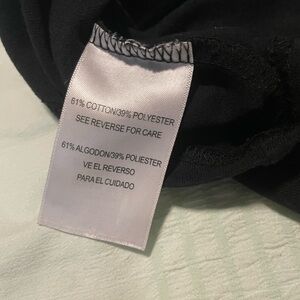 61% COTTON/39% POLYESTER
SEE REVERSE FOR CARE
61% ALGODON/39% POLIESTER
VE EL REVERSO
PARA EL CUIDADO